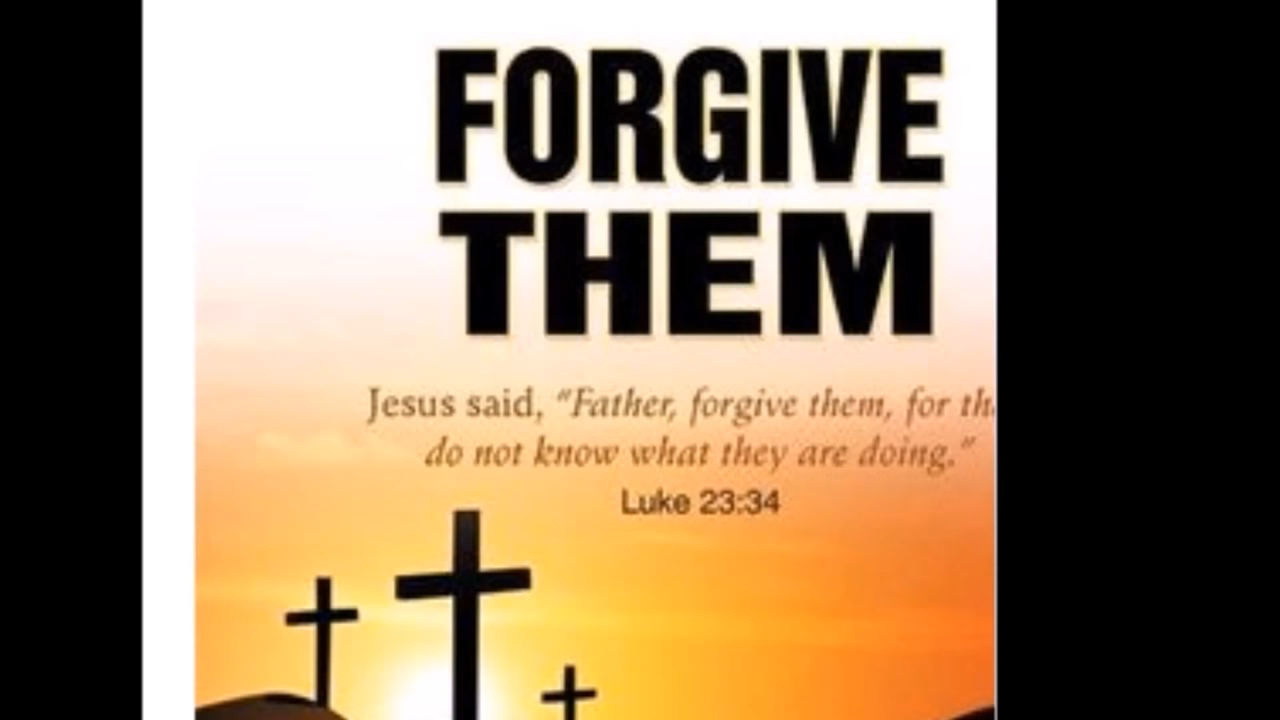 FORGIVE
THEM
Jesus said, “Father, forgive them, for
do not know what they are doing.”
Luke 23:34